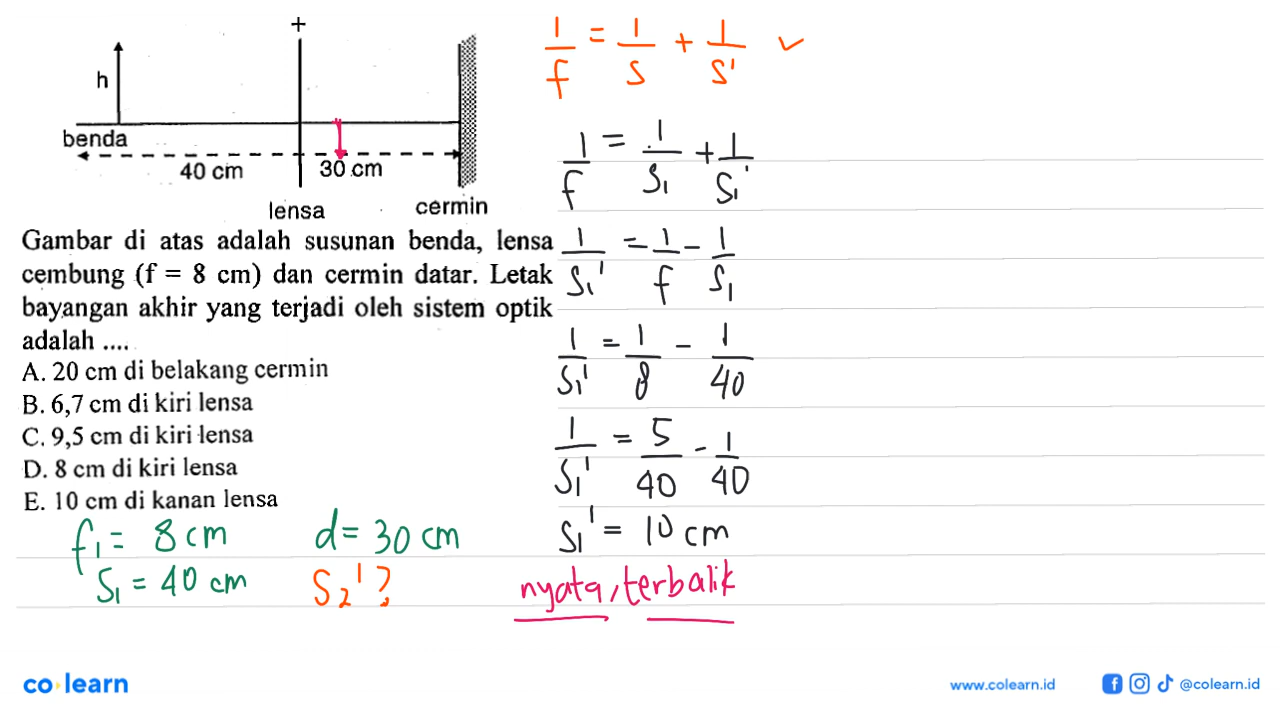 +
h
benda
40 cm
30 cm
lensa
cermin
Gambar di atas adalah susunan benda, lensa
cembung (f = 8 cm) dan cermin datar. Letak
bayangan akhir yang terjadi oleh sistem optik
adalah ....
A. 20 cm di belakang cermin
B. 6,7 cm di kiri lensa
C. 9,5 cm di kiri lensa
D. 8 cm di kiri lensa
E. 10 cm di kanan lensa
f₁ = 8 cm
d = 30 cm
S₁ = 40 cm
S₂' ?
1/f = 1/s + 1/s' ✓
1/f = 1/S₁ + 1/S₁'
1/S₁' = 1/f - 1/S₁
1/S₁' = 1/8 - 1/40
1/S₁' = 5/40 - 1/40
S₁' = 10 cm
nyata, terbalik
co learn
www.colearn.id
@colearn.id